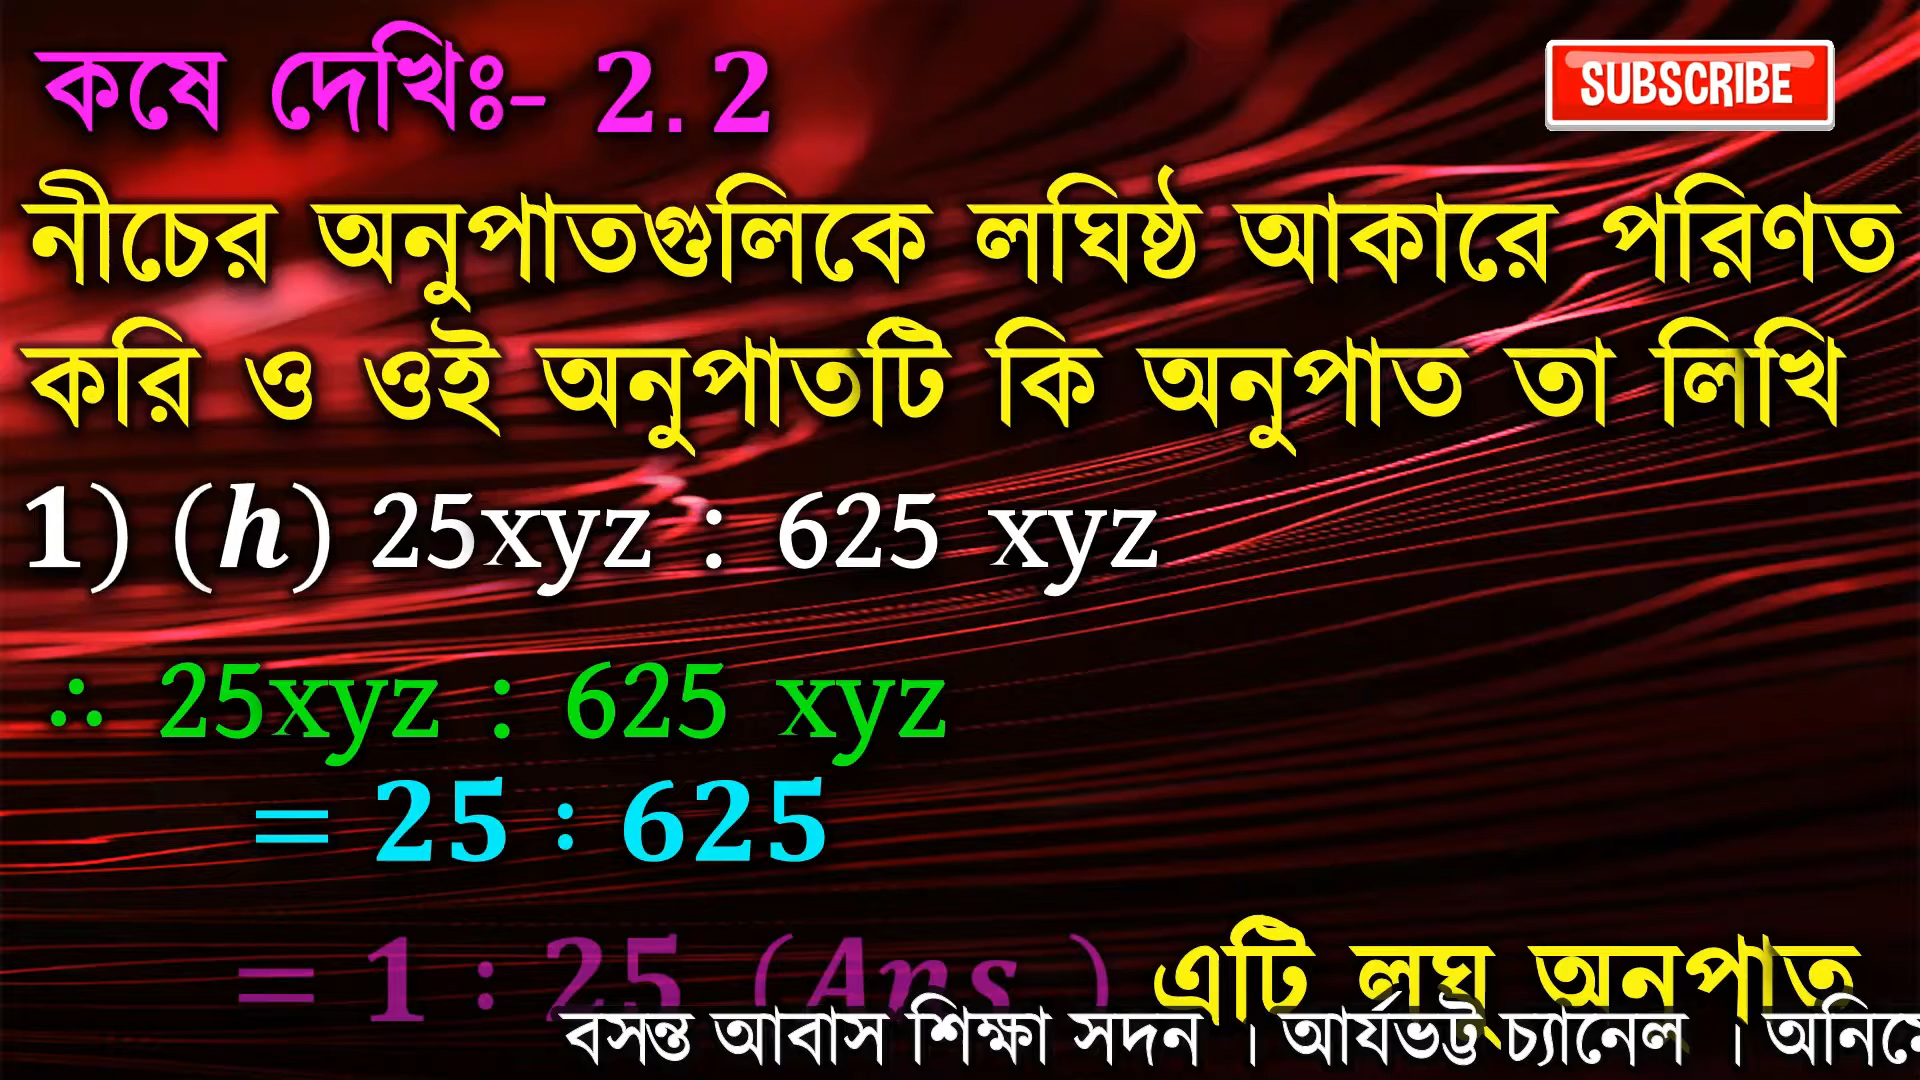 কষে দেখিঃ- 2.2
SUBSCRIBE
নীচের অনুপাতগুলিকে লঘিষ্ঠ আকারে পরিণত
করি ও ওই অনুপাতটি কি অনুপাত তা লিখি
1) (h) 25xyz : 625 xyz
∴ 25xyz : 625 xyz
= 25 : 625
= 1 : 25 (Ans ) এটি লঘু অনুপাত
বসন্ত আবাস শিক্ষা সদন । আর্যভট্ট চ্যানেল ।